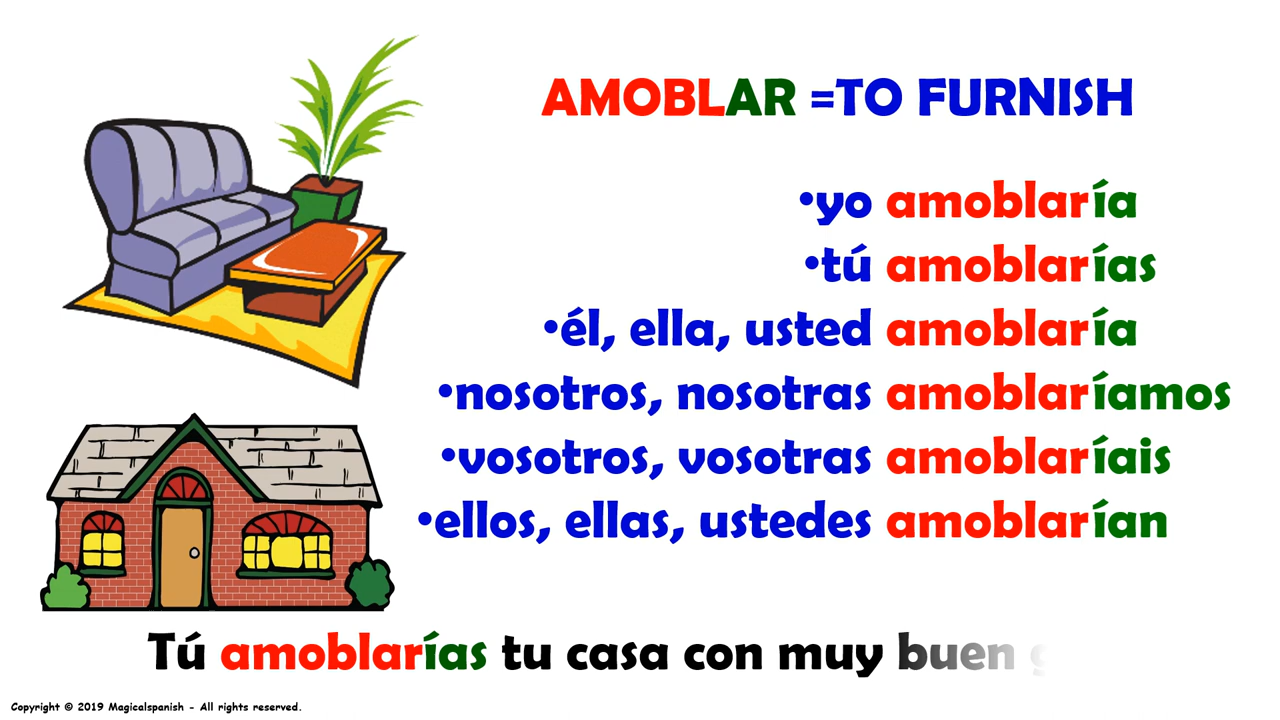 AMOBLAR =TO FURNISH
•yo amoblaría
•tú amoblarías
•él, ella, usted amoblaría
•nosotros, nosotras amoblaríamos
•vosotros, vosotras amoblaríais
•ellos, ellas, ustedes amoblarían
Tú amoblarías tu casa con muy buen
Copyright © 2019 Magicalspanish - All rights reserved.